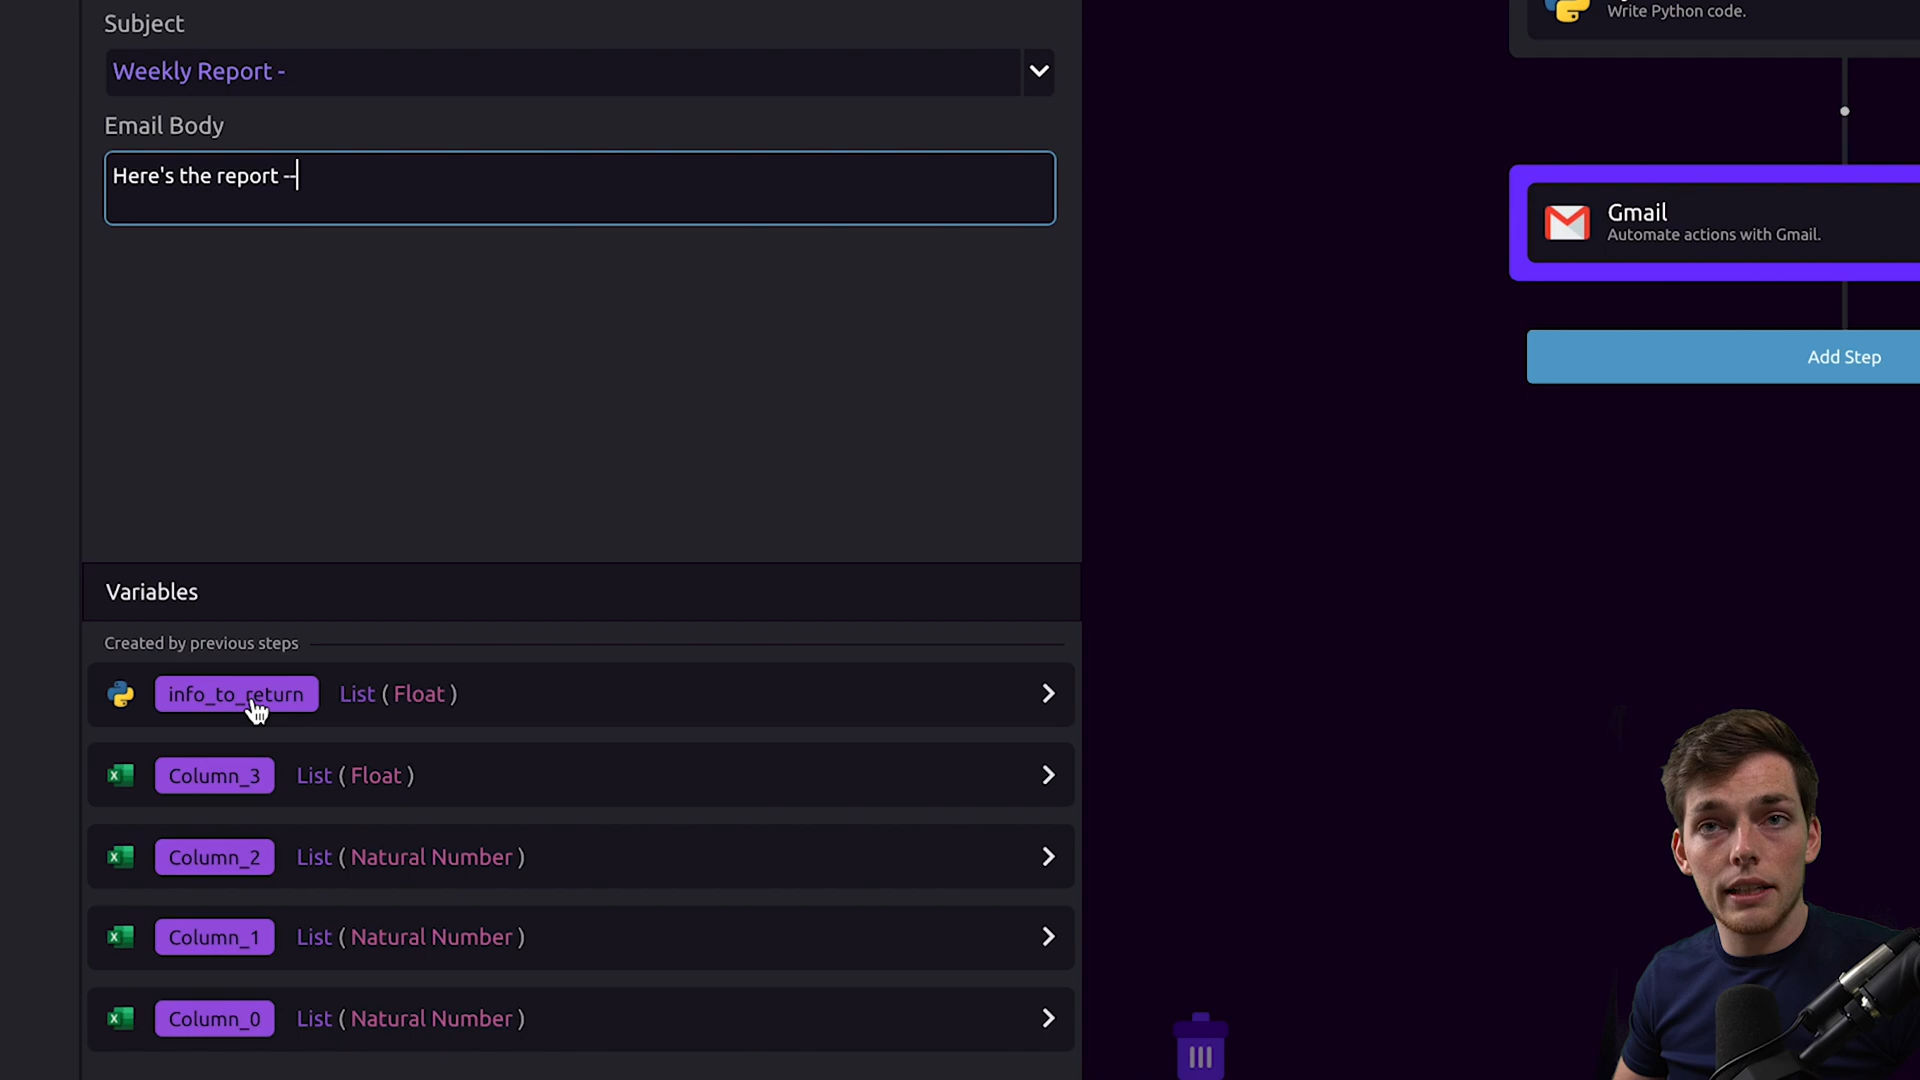 Subject
Weekly Report -
Email Body
Here's the report --
Write Python code.
Gmail
Automate actions with Gmail.
Add Step
Variables
Created by previous steps
info_to_return List ( Float )
Column_3 List ( Float )
Column_2 List ( Natural Number )
Column_1 List ( Natural Number )
Column_0 List ( Natural Number )